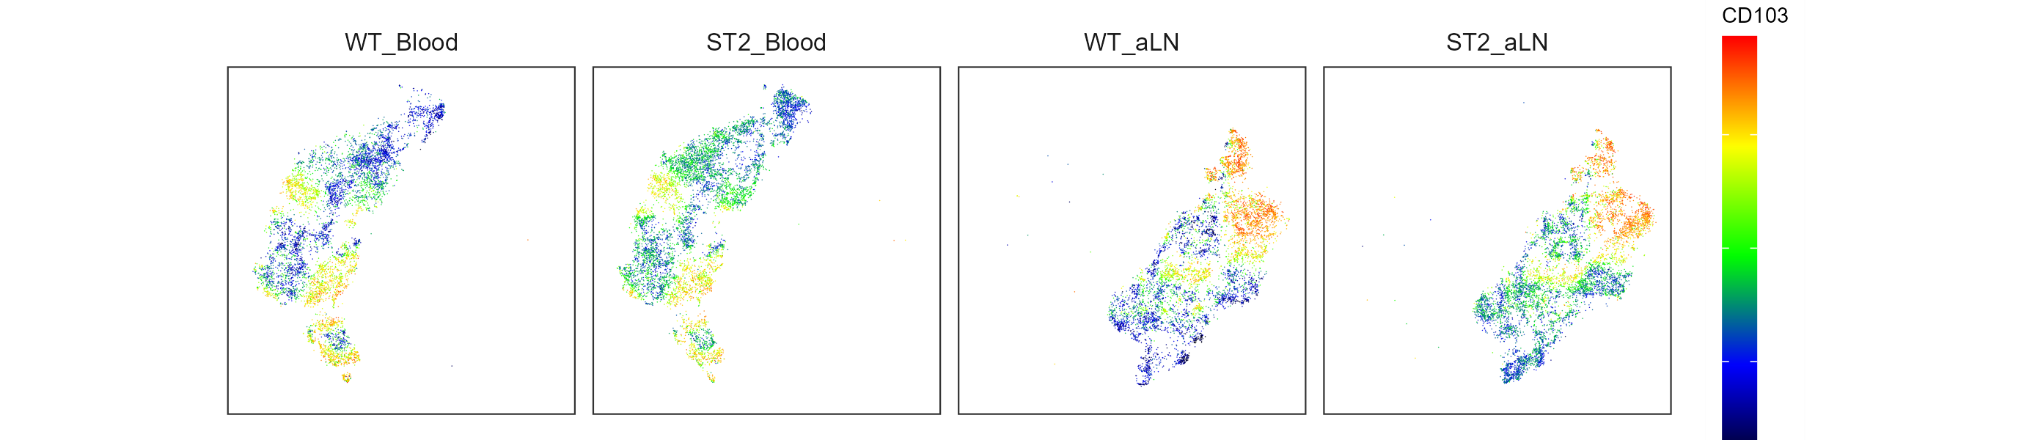 CD103
WT_Blood
ST2_Blood
WT_aLN
ST2_aLN